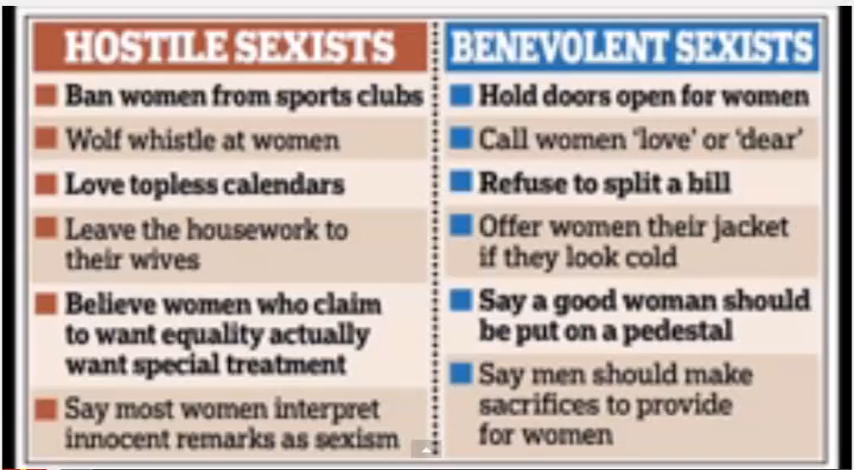 HOSTILE SEXISTS
Ban women from sports clubs
Wolf whistle at women
Love topless calendars
Leave the housework to
their wives
Believe women who claim
to want equality actually
want special treatment
Say most women interpret
innocent remarks as sexism
BENEVOLENT SEXISTS
Hold doors open for women
Call women ‘love’ or ‘dear’
Refuse to split a bill
Offer women their jacket
if they look cold
Say a good woman should
be put on a pedestal
Say men should make
sacrifices to provide
for women